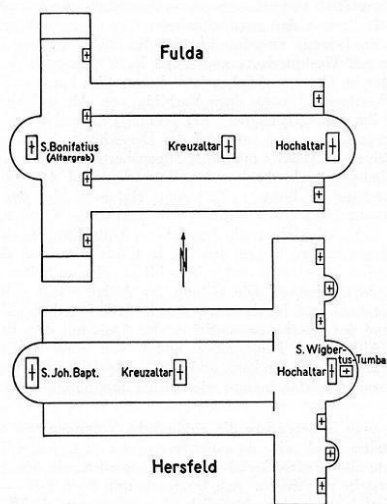 Fulda
S.Bonifatius
(Altargrab)
Kreuzaltar
Hochaltar
S. Wigber-
tus-Tumba
S. Joh. Bapt.
Kreuzaltar
Hochaltar
Hersfeld